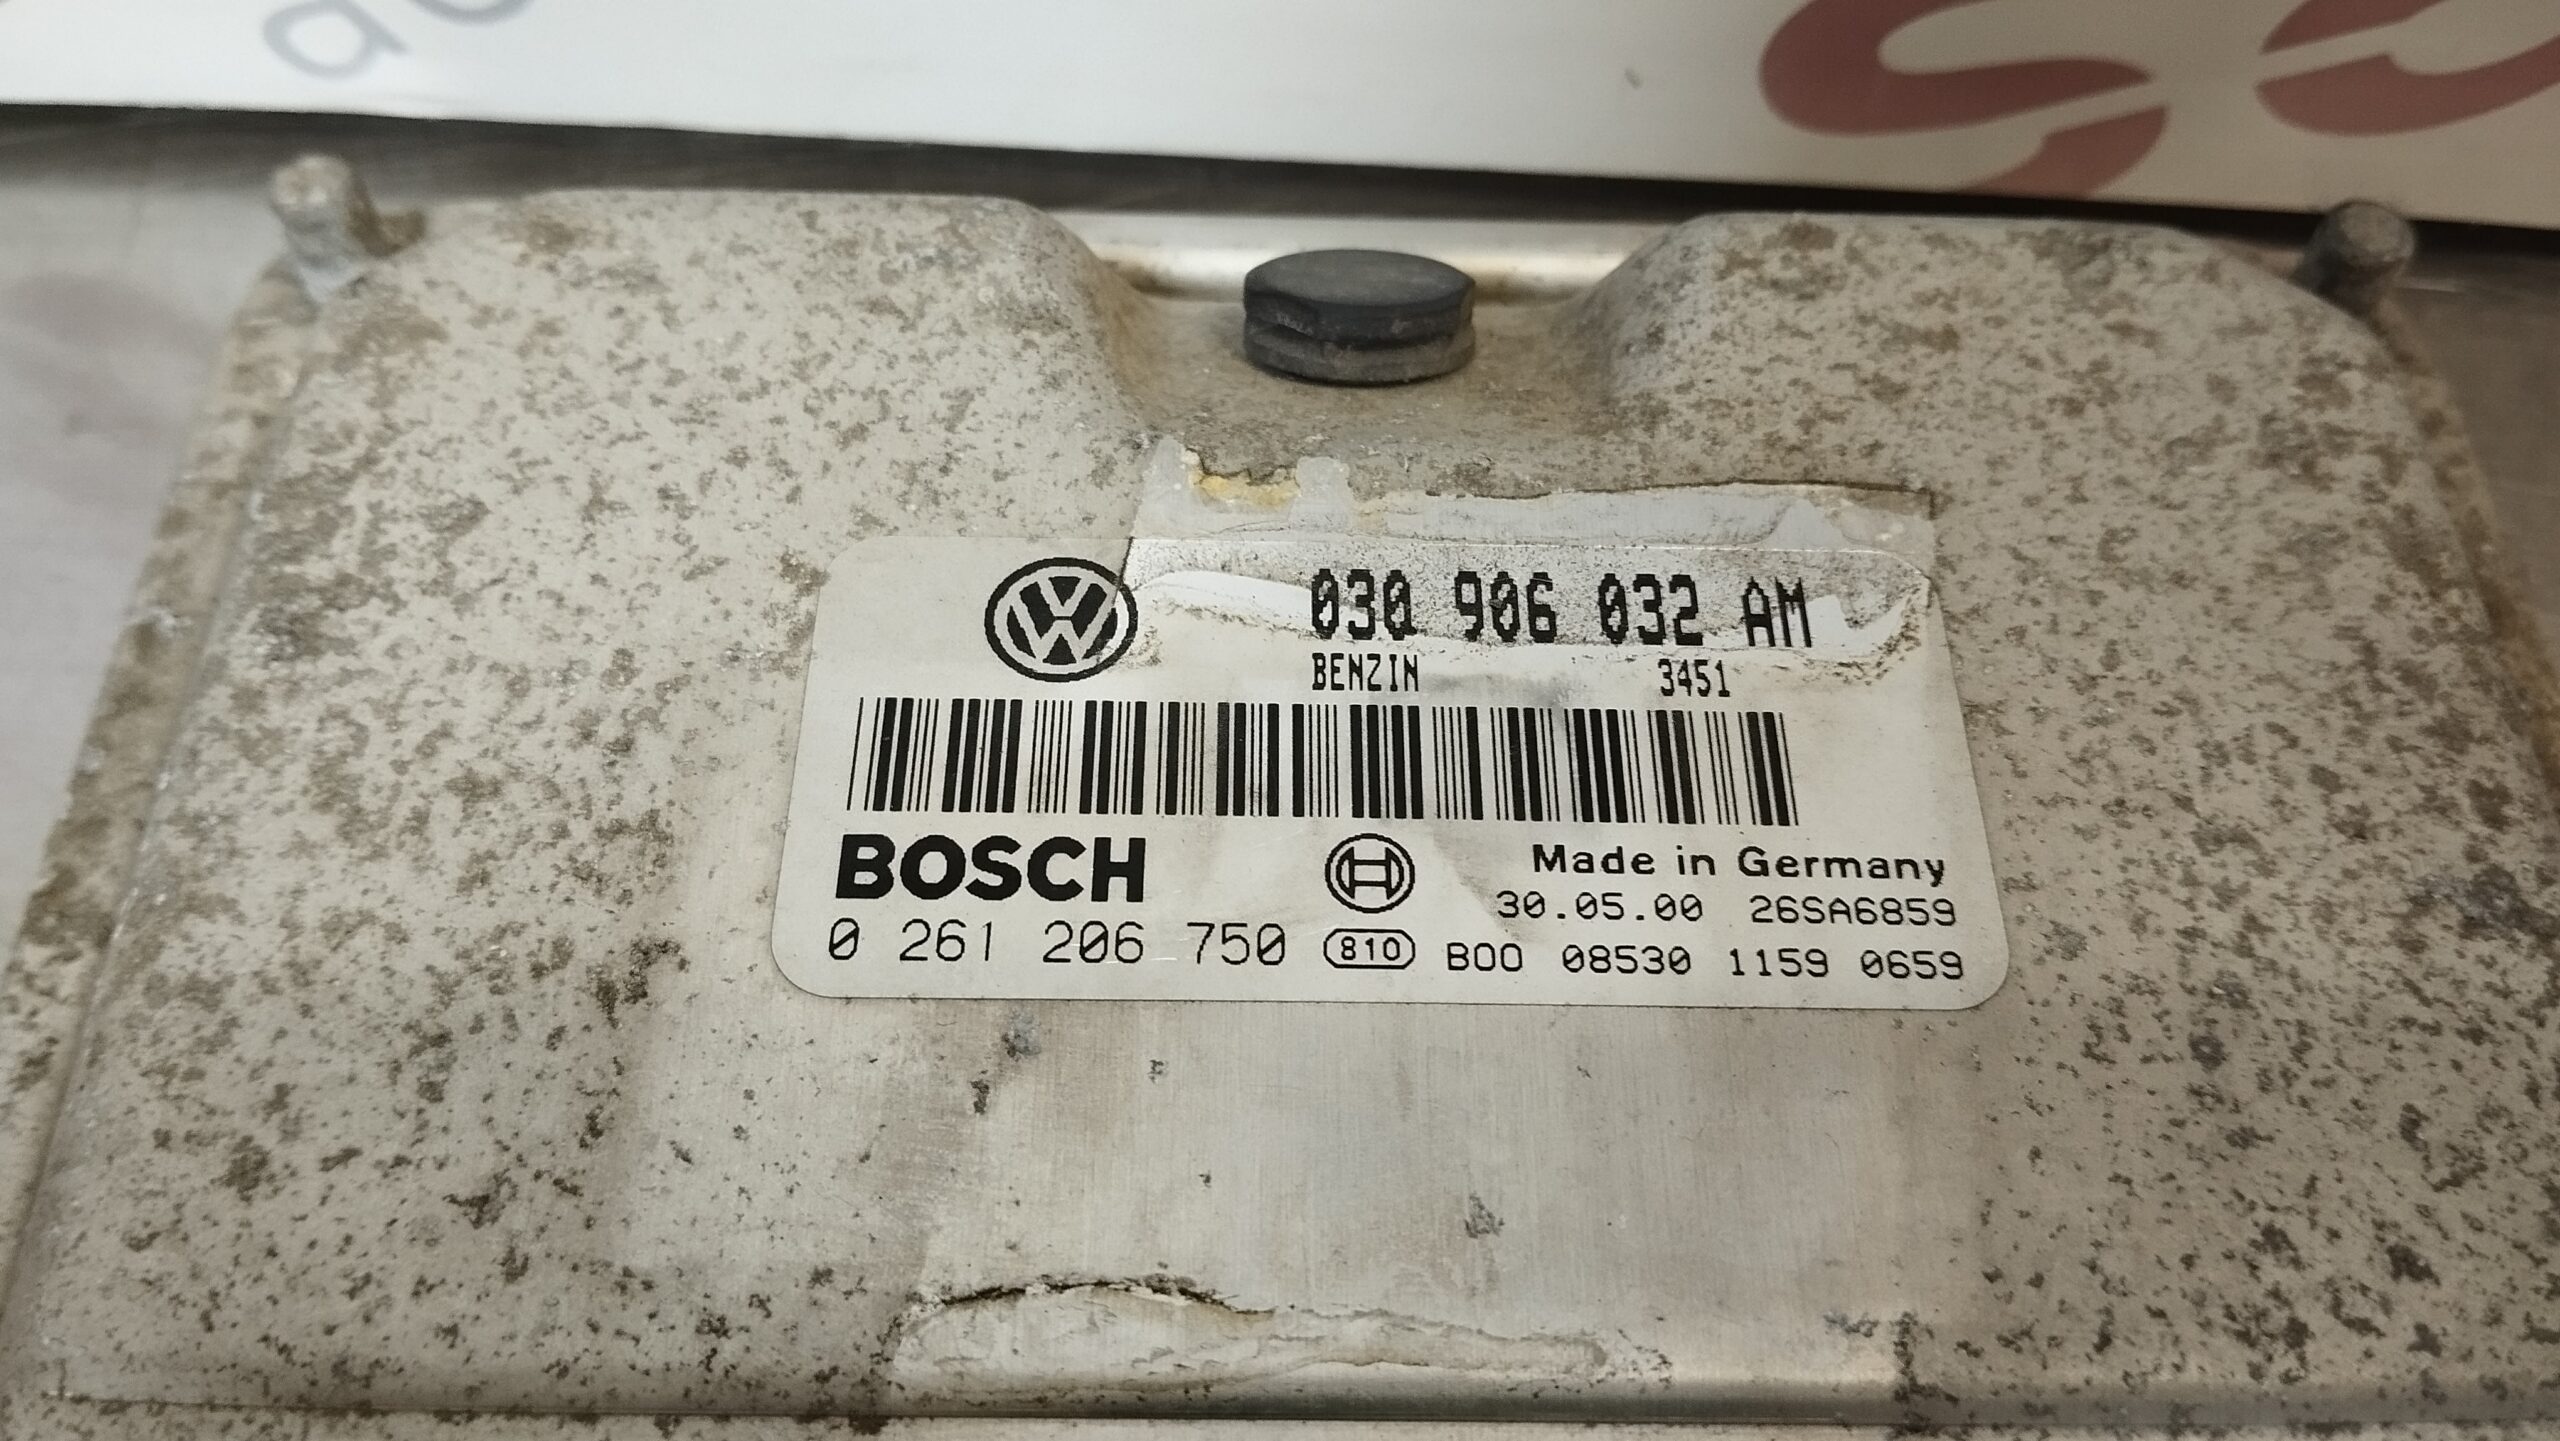 030 906 032 AM
BENZIN 3451
BOSCH
Made in Germany
30.05.00 26SA6859
0 261 206 750 810 B00 08530 1159 0659